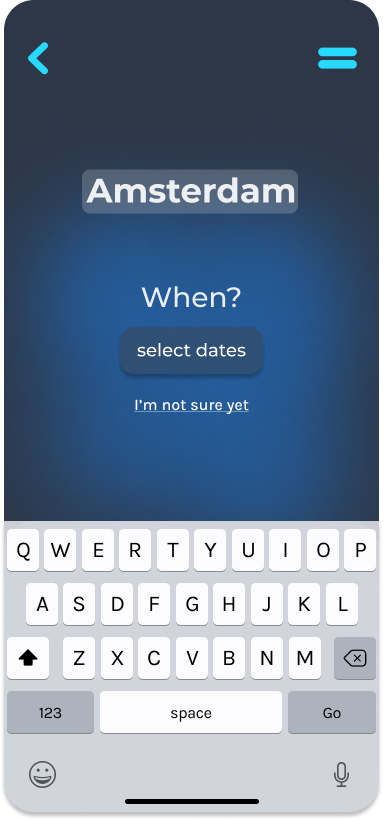 Amsterdam
When?
select dates
I'm not sure yet
Q W E R T Y U I O P
A S D F G H J K L
Z X C V B N M
123 space Go